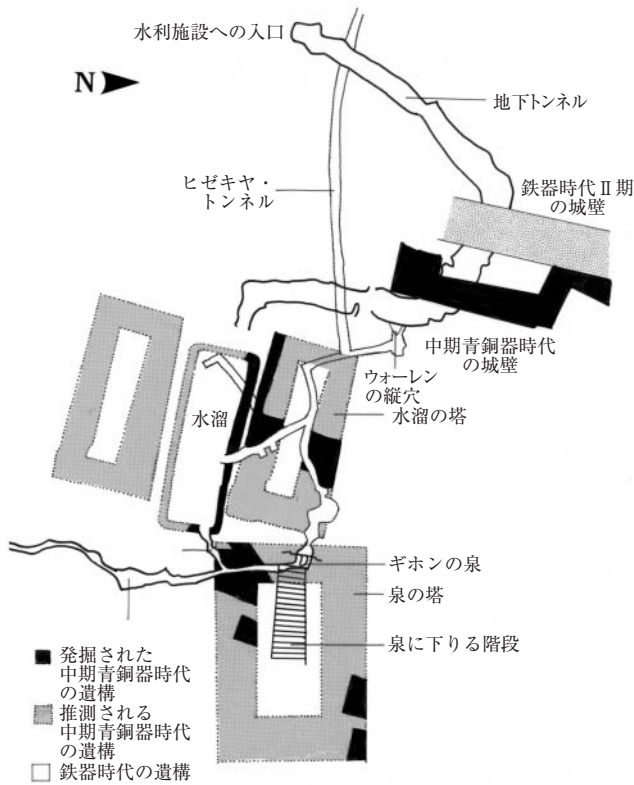 水利施設への入口
N
地下トンネル
ヒゼキヤ・
トンネル
鉄器時代Ⅱ期
の城壁
中期青銅器時代
の城壁
ウォーレン
の縦穴
水溜
水溜の塔
ギホンの泉
泉の塔
泉に下りる階段
発掘された
中期青銅器時代
の遺構
推測される
中期青銅器時代
の遺構
鉄器時代の遺構